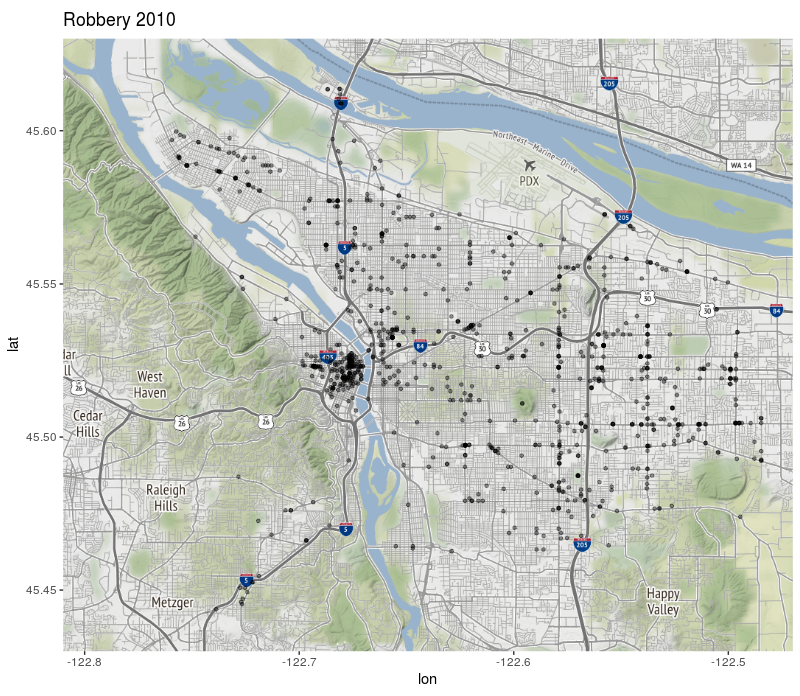 Robbery 2010
lat
45.60
45.55
45.50
45.45
205
5
WA 14
Northeast-Marine-Drive
PDX
205
5
30
30
84
405
84
30
26
West
Haven
Cedar
Hills
26
26
Raleigh
Hills
5
205
5
Metzger
Happy
Valley
-122.8
-122.7
-122.6
-122.5
lon